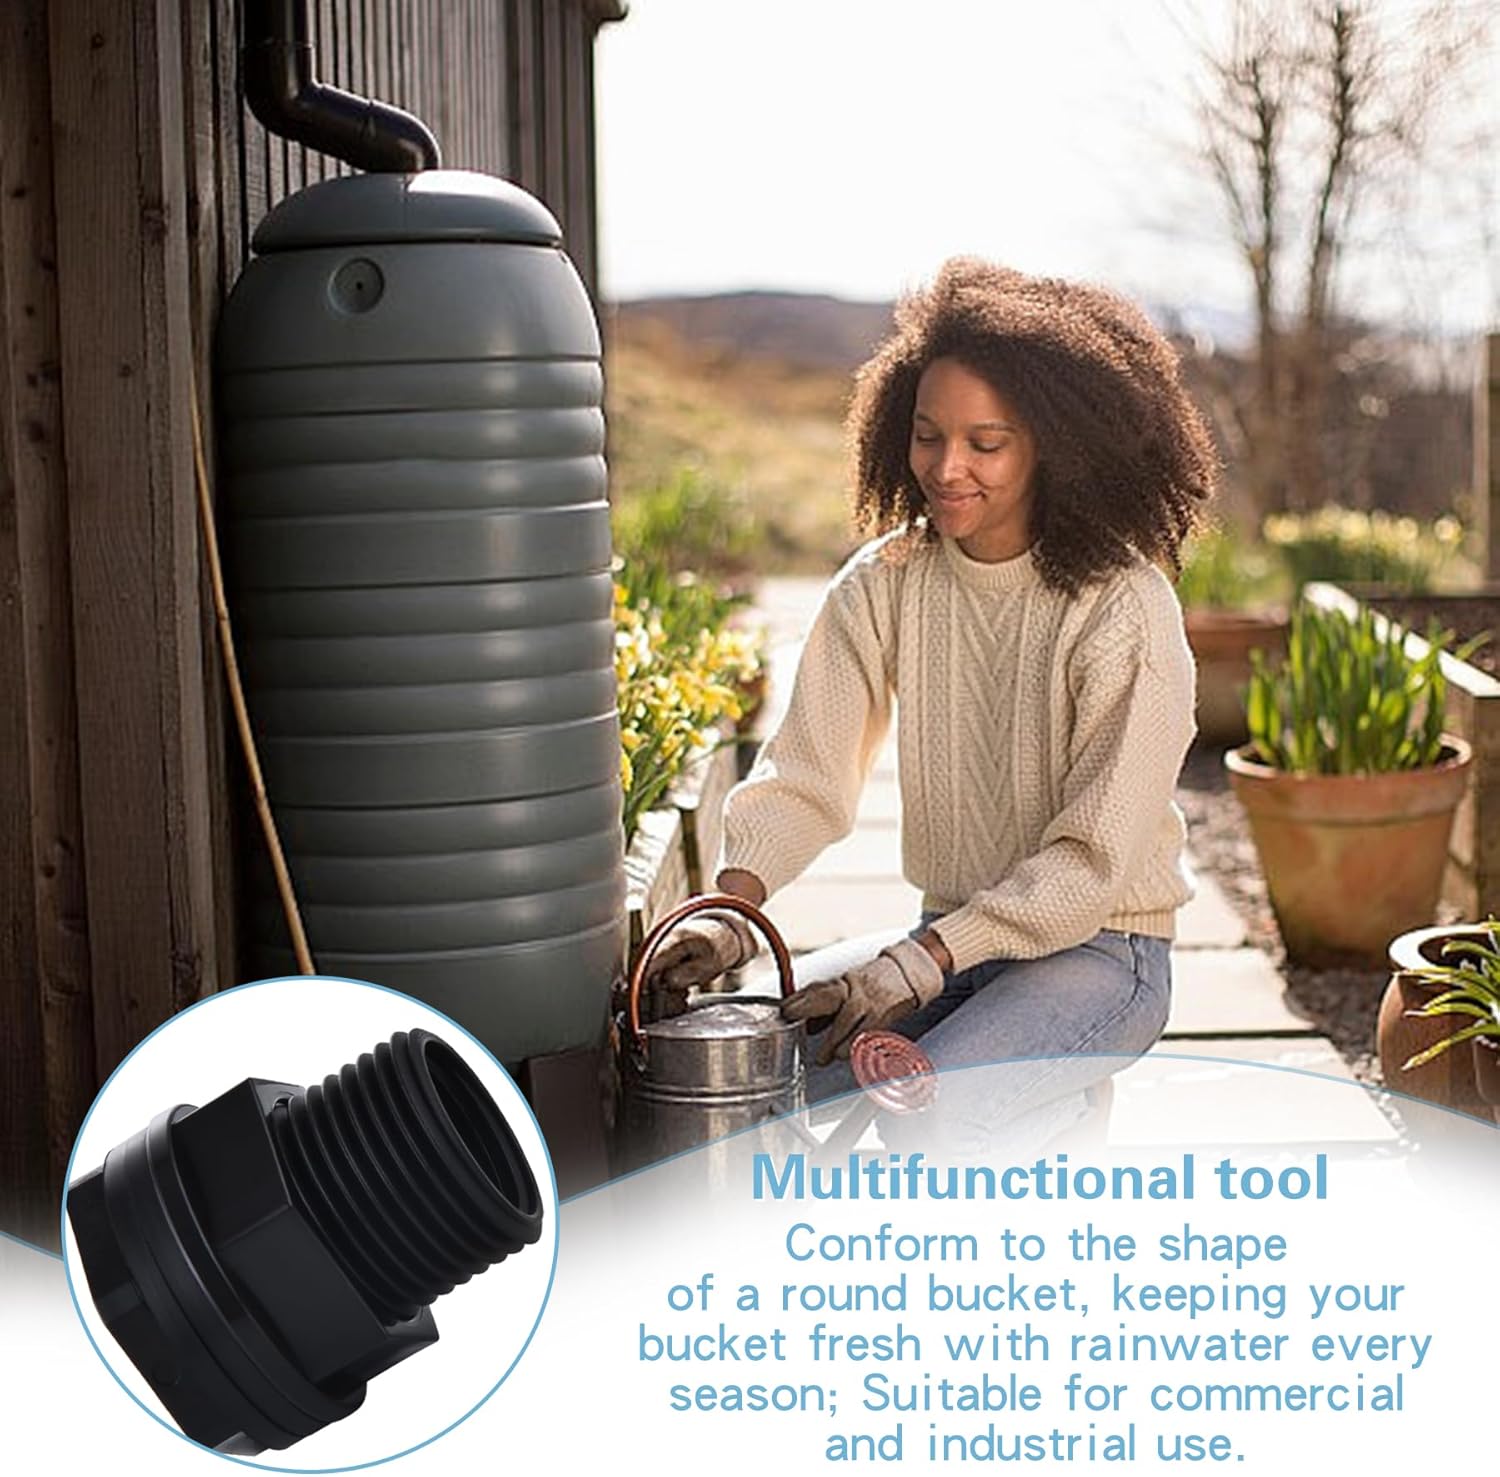 Multifunctional tool
Conform to the shape
of a round bucket, keeping your
bucket fresh with rainwater every
season; Suitable for commercial
and industrial use.